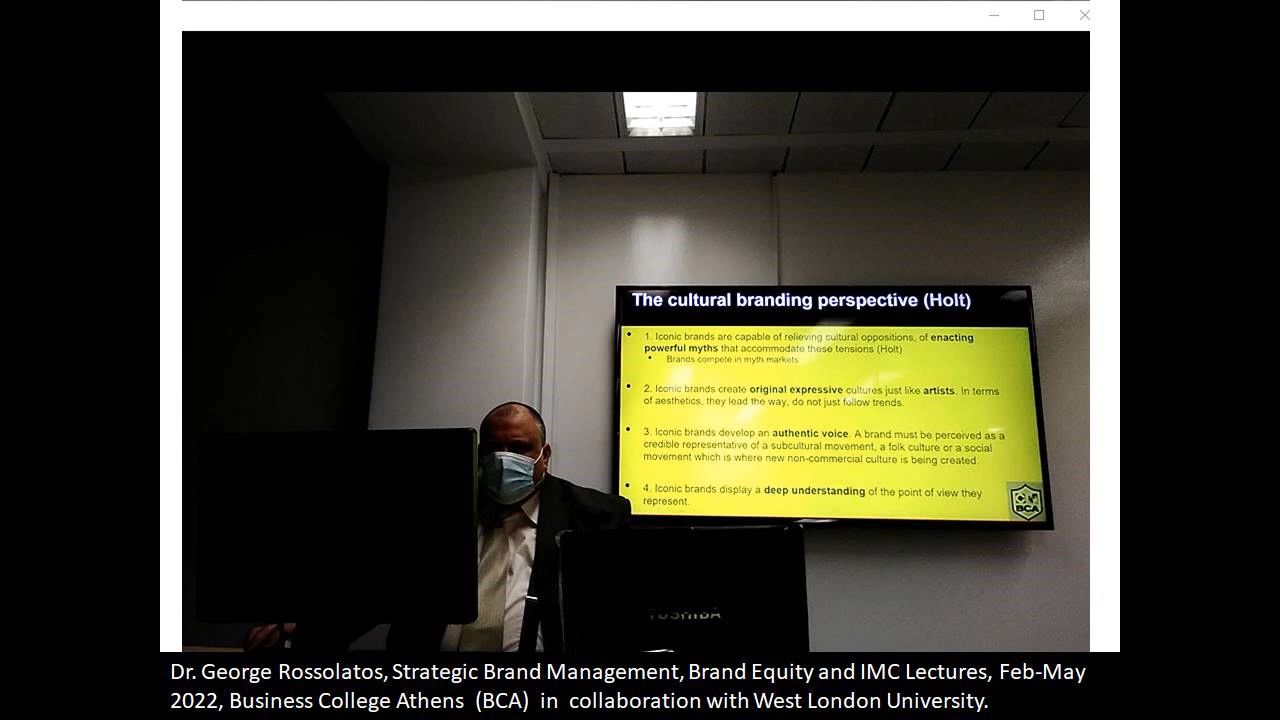 The cultural branding perspective (Holt)
1. Iconic brands are capable of relieving cultural oppositions, of enacting
powerful myths that accommodate these tensions (Holt)
Brands compete in myth markets
2. Iconic brands create original expressive cultures just like artists. In terms
of aesthetics, they lead the way, do not just follow trends.
3. Iconic brands develop an authentic voice. A brand must be perceived as a
credible representative of a subcultural movement, a folk culture or a social
movement which is where new non-commercial culture is being created.
4. Iconic brands display a deep understanding of the point of view they
represent.
BCA
TOSHIBA
Dr. George Rossolatos, Strategic Brand Management, Brand Equity and IMC Lectures, Feb-May
2022, Business College Athens (BCA) in collaboration with West London University.